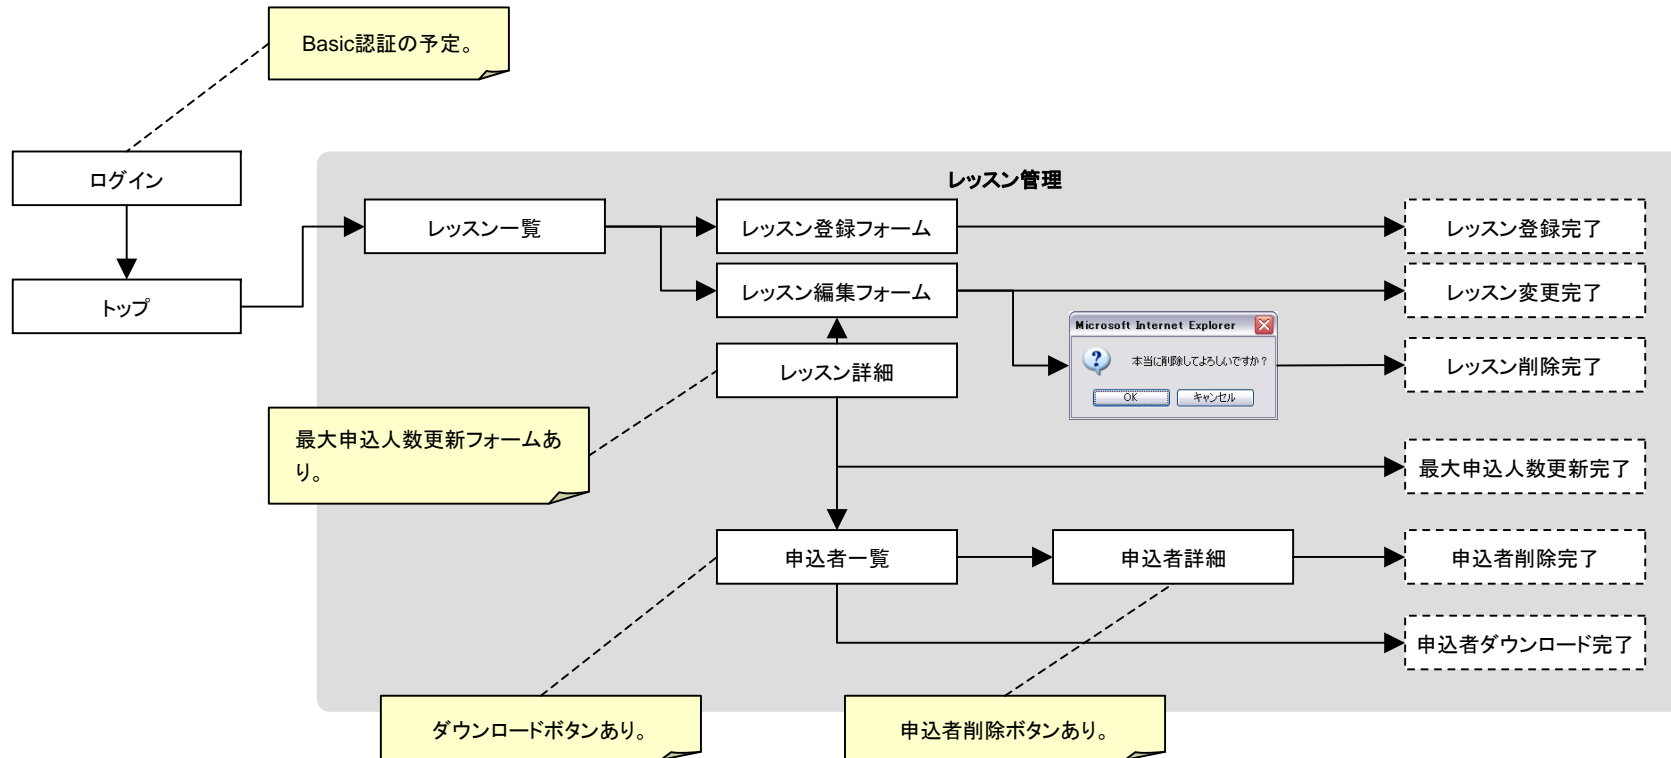 Basic認証の予定。
ログイン
レッスン管理
レッスン一覧
レッスン登録フォーム
レッスン登録完了
トップ
レッスン編集フォーム
レッスン変更完了
Microsoft Internet Explorer
本当に削除してよろしいですか?
OK
キャンセル
レッスン詳細
レッスン削除完了
最大申込人数更新フォームあ
り。
最大申込人数更新完了
申込者一覧
申込者詳細
申込者削除完了
申込者ダウンロード完了
ダウンロードボタンあり。
申込者削除ボタンあり。